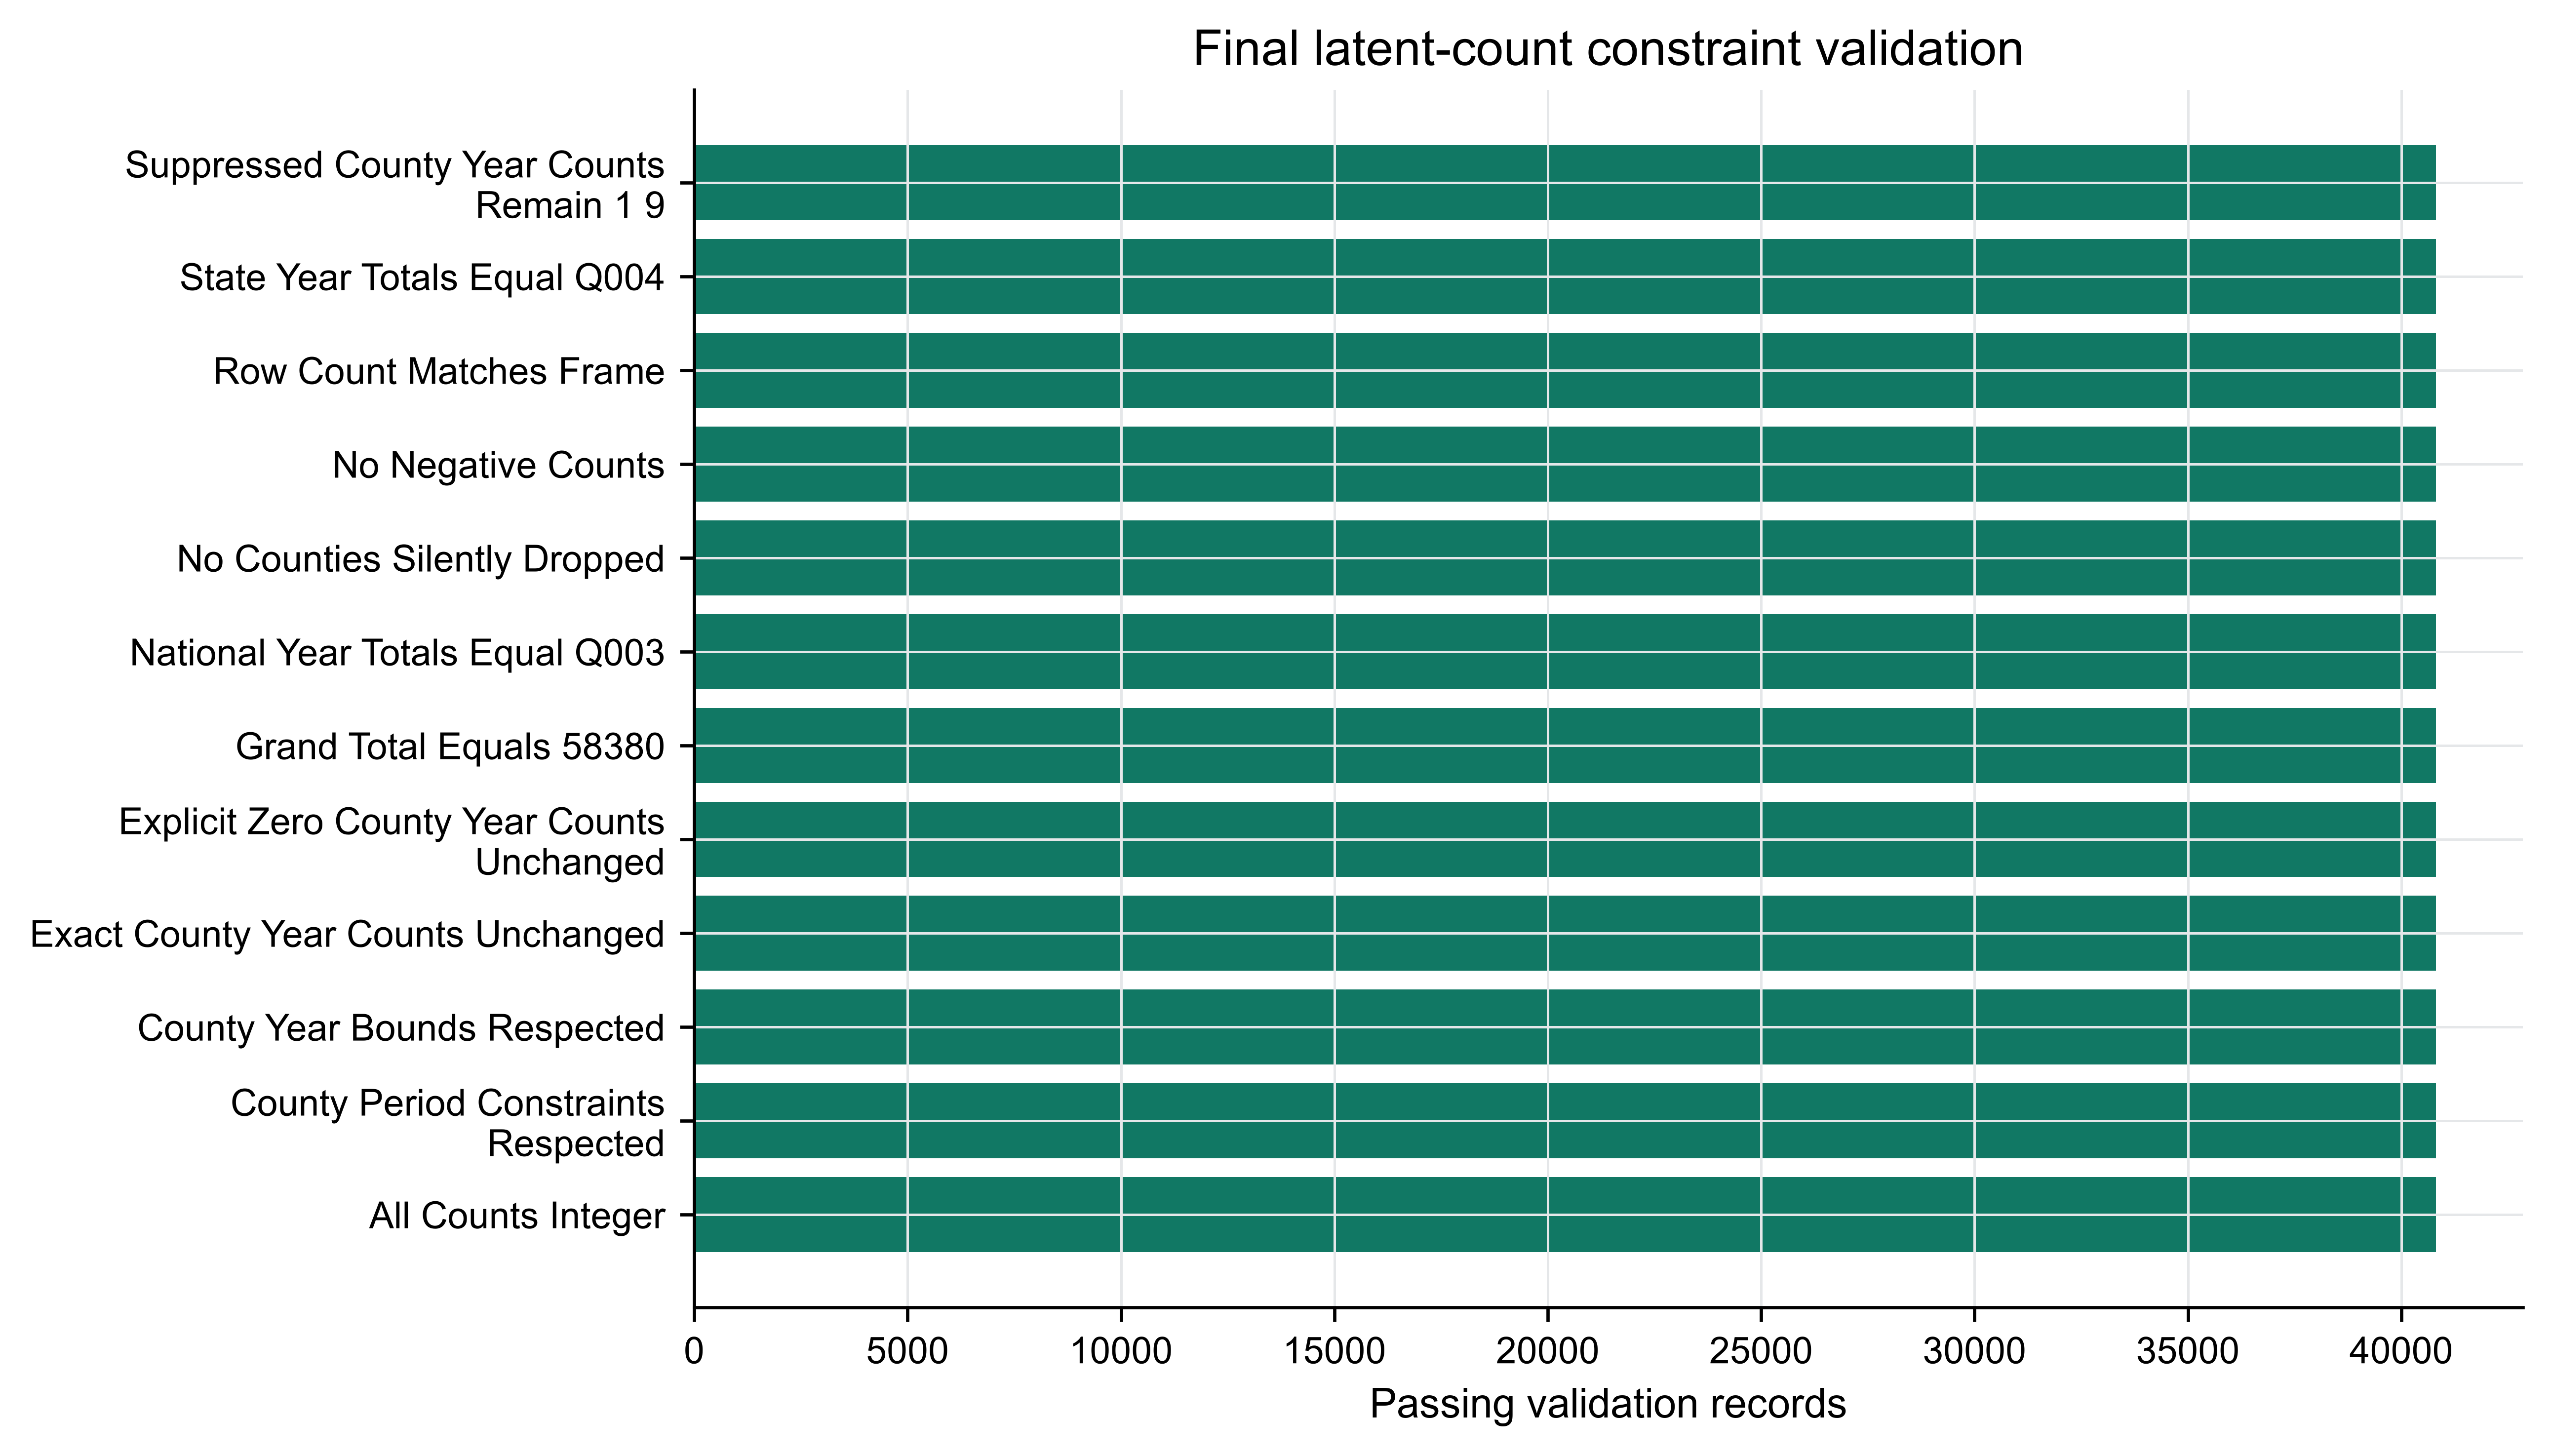 Final latent-count constraint validation
Suppressed County Year Counts
Remain 1 9
State Year Totals Equal Q004
Row Count Matches Frame
No Negative Counts
No Counties Silently Dropped
National Year Totals Equal Q003
Grand Total Equals 58380
Explicit Zero County Year Counts
Unchanged
Exact County Year Counts Unchanged
County Year Bounds Respected
County Period Constraints
Respected
All Counts Integer
0 5000 10000 15000 20000 25000 30000 35000 40000
Passing validation records